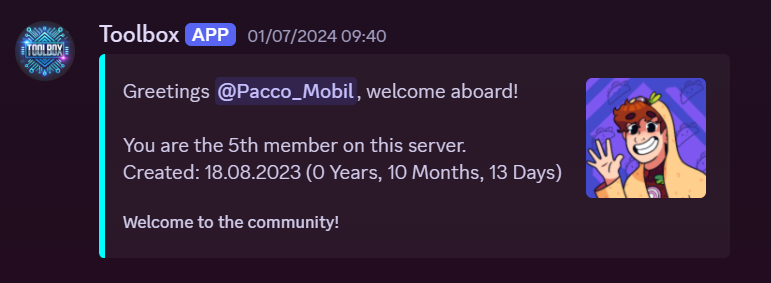 Toolbox APP 01/07/2024 09:40
TOOLBOX
Greetings @Pacco_Mobil, welcome aboard!
You are the 5th member on this server.
Created: 18.08.2023 (0 Years, 10 Months, 13 Days)
Welcome to the community!